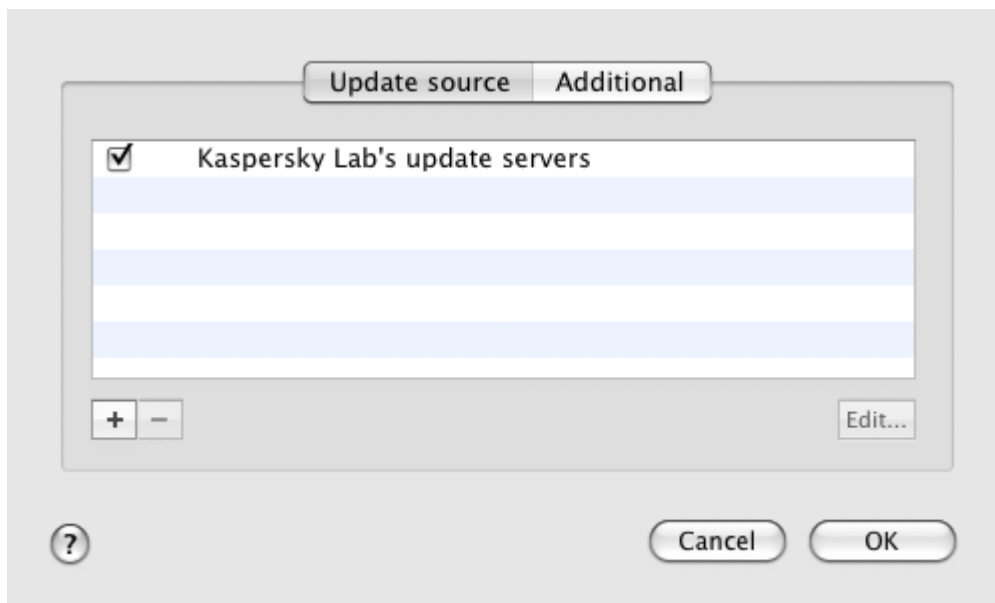 Update source Additional
Kaspersky Lab's update servers
+ − Edit...
? Cancel OK